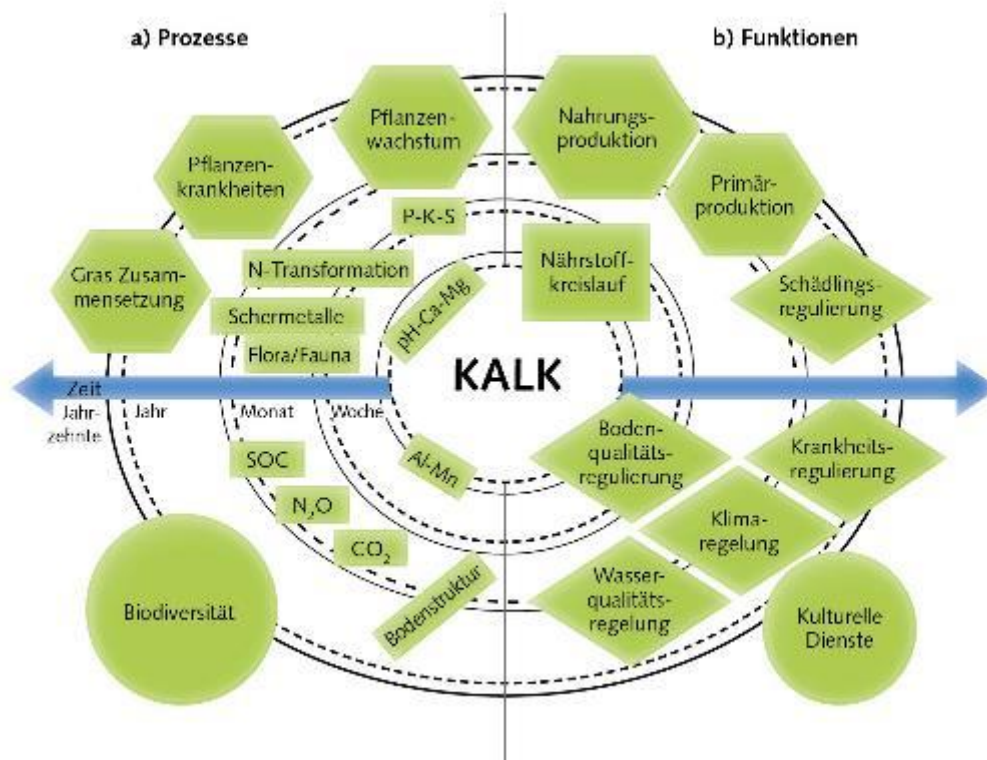 a) Prozesse
b) Funktionen
Pflanzen-
wachstum
Nahrungs-
produktion
Pflanzen-
krankheiten
Primär-
produktion
P-K-S
Gras Zusam-
mensetzung
N-Transformation
Nährstoff-
kreislauf
Schädlings-
regulierung
Schermetalle
pH-Ca-Mg
Flora/Fauna
KALK
Zeit
Jahr-
zehnte
Jahr
Monat
Woche
Boden-
qualitäts-
regulierung
Krankheits-
regulierung
SOC
Al-Mn
N₂O
Klima-
regelung
CO₂
Bodenstruktur
Wasser-
qualitäts-
regelung
Biodiversität
Kulturelle
Dienste